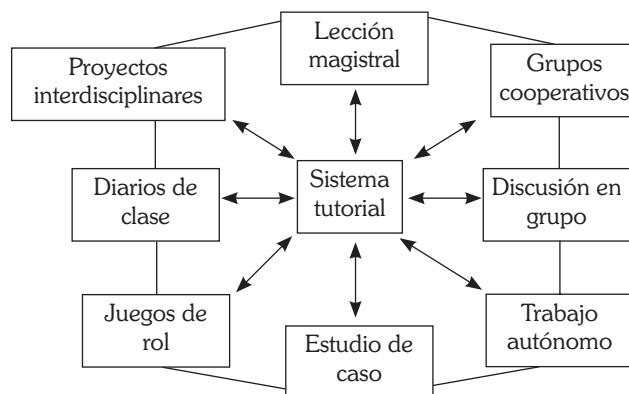 Lección
magistral
Proyectos
interdisciplinares
Grupos
cooperativos
Diarios de
clase
Sistema
tutorial
Discusión en
grupo
Juegos de
rol
Estudio de
caso
Trabajo
autónomo